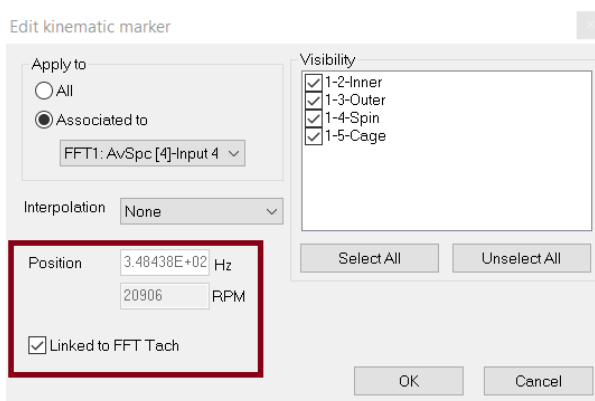 Edit kinematic marker
Apply to
All
Associated to
FFT1: AvSpc [4]-Input 4
Interpolation
None
Position
3.48438E+02 Hz
20906 RPM
Linked to FFT Tach
Visibility
1-2-Inner
1-3-Outer
1-4-Spin
1-5-Cage
Select All
Unselect All
OK
Cancel